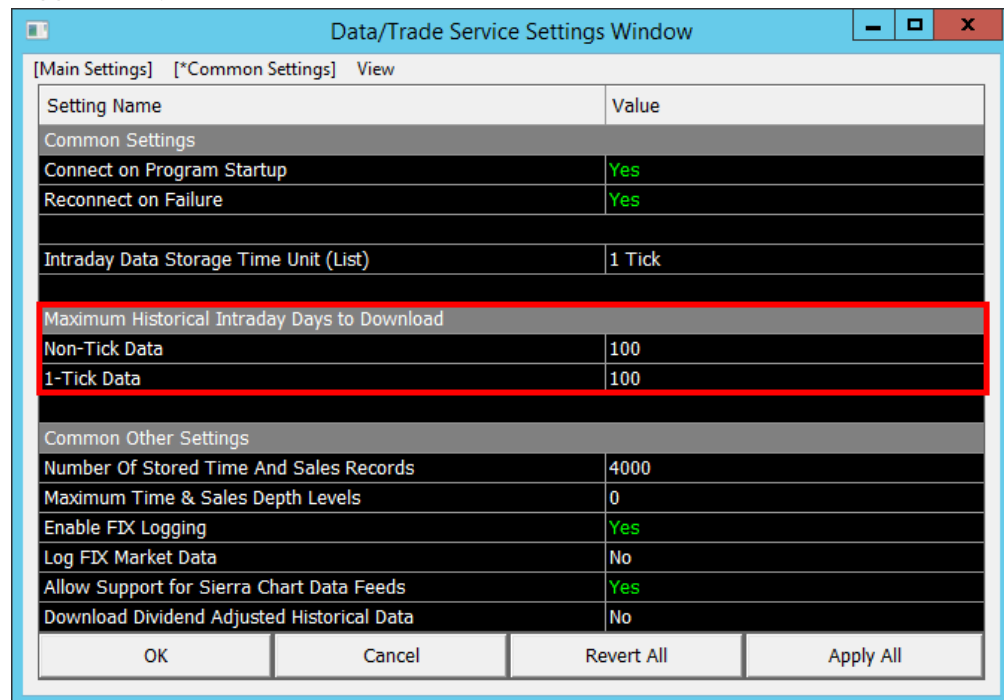 Data/Trade Service Settings Window
[Main Settings] [*Common Settings] View
Setting Name Value
Common Settings
Connect on Program Startup Yes
Reconnect on Failure Yes
Intraday Data Storage Time Unit (List) 1 Tick
Maximum Historical Intraday Days to Download
Non-Tick Data 100
1-Tick Data 100
Common Other Settings
Number Of Stored Time And Sales Records 4000
Maximum Time & Sales Depth Levels 0
Enable FIX Logging Yes
Log FIX Market Data No
Allow Support for Sierra Chart Data Feeds Yes
Download Dividend Adjusted Historical Data No
OK Cancel Revert All Apply All